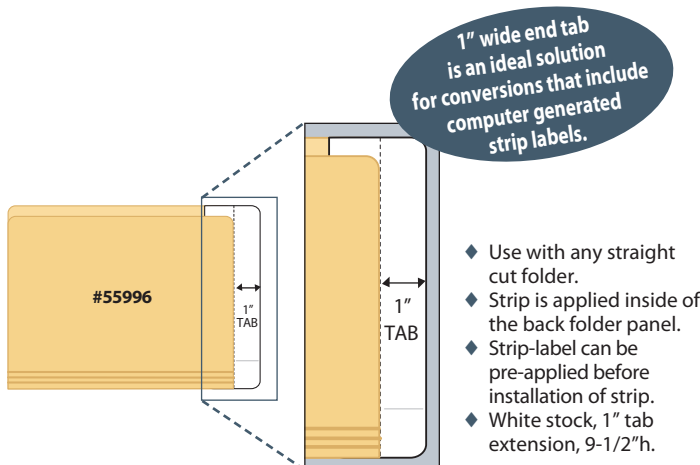 1” wide end tab
is an ideal solution
for conversions that include
computer generated
strip labels.
#55996
1”
TAB
1”
TAB
♦ Use with any straight
cut folder.
♦ Strip is applied inside of
the back folder panel.
♦ Strip-label can be
pre-applied before
installation of strip.
♦ White stock, 1” tab
extension, 9-1/2”h.